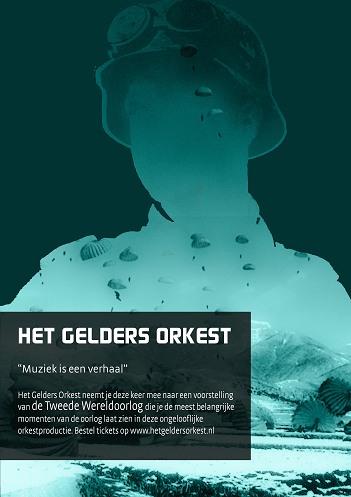 HET GELDERS ORKEST
"Muziek is een verhaal"
Het Gelders Orkest neemt je deze keer mee naar een voorstelling
van de Tweede Wereldoorlog die je de meest belangrijke
momenten van de oorlog laat zien in deze ongelooflijke
orkestproductie. Bestel tickets op www.hetgeldersorkest.nl